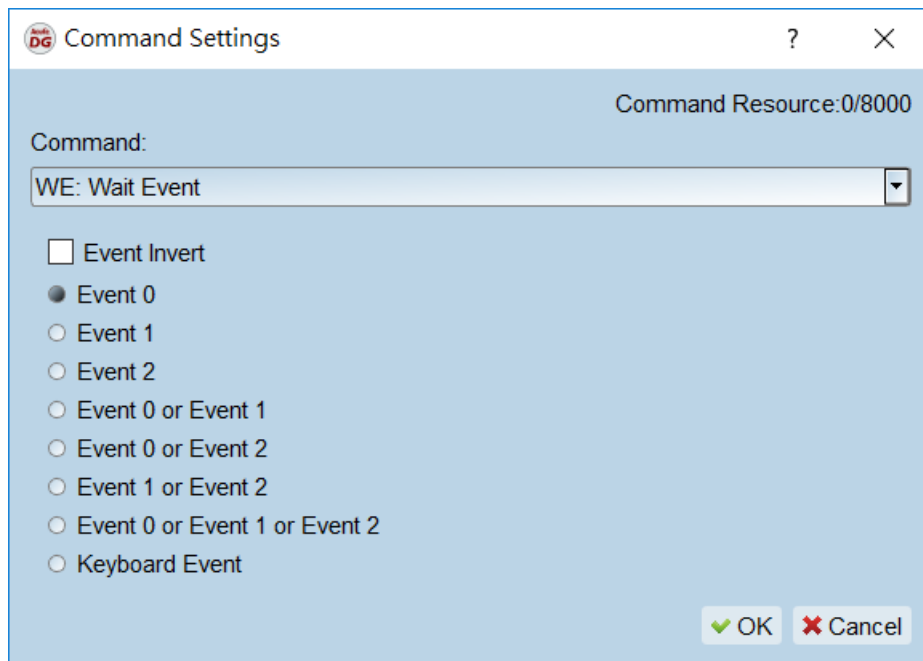 Acute
DG Command Settings
Command Resource:0/8000
Command:
WE: Wait Event
Event Invert
Event 0
Event 1
Event 2
Event 0 or Event 1
Event 0 or Event 2
Event 1 or Event 2
Event 0 or Event 1 or Event 2
Keyboard Event
OK Cancel